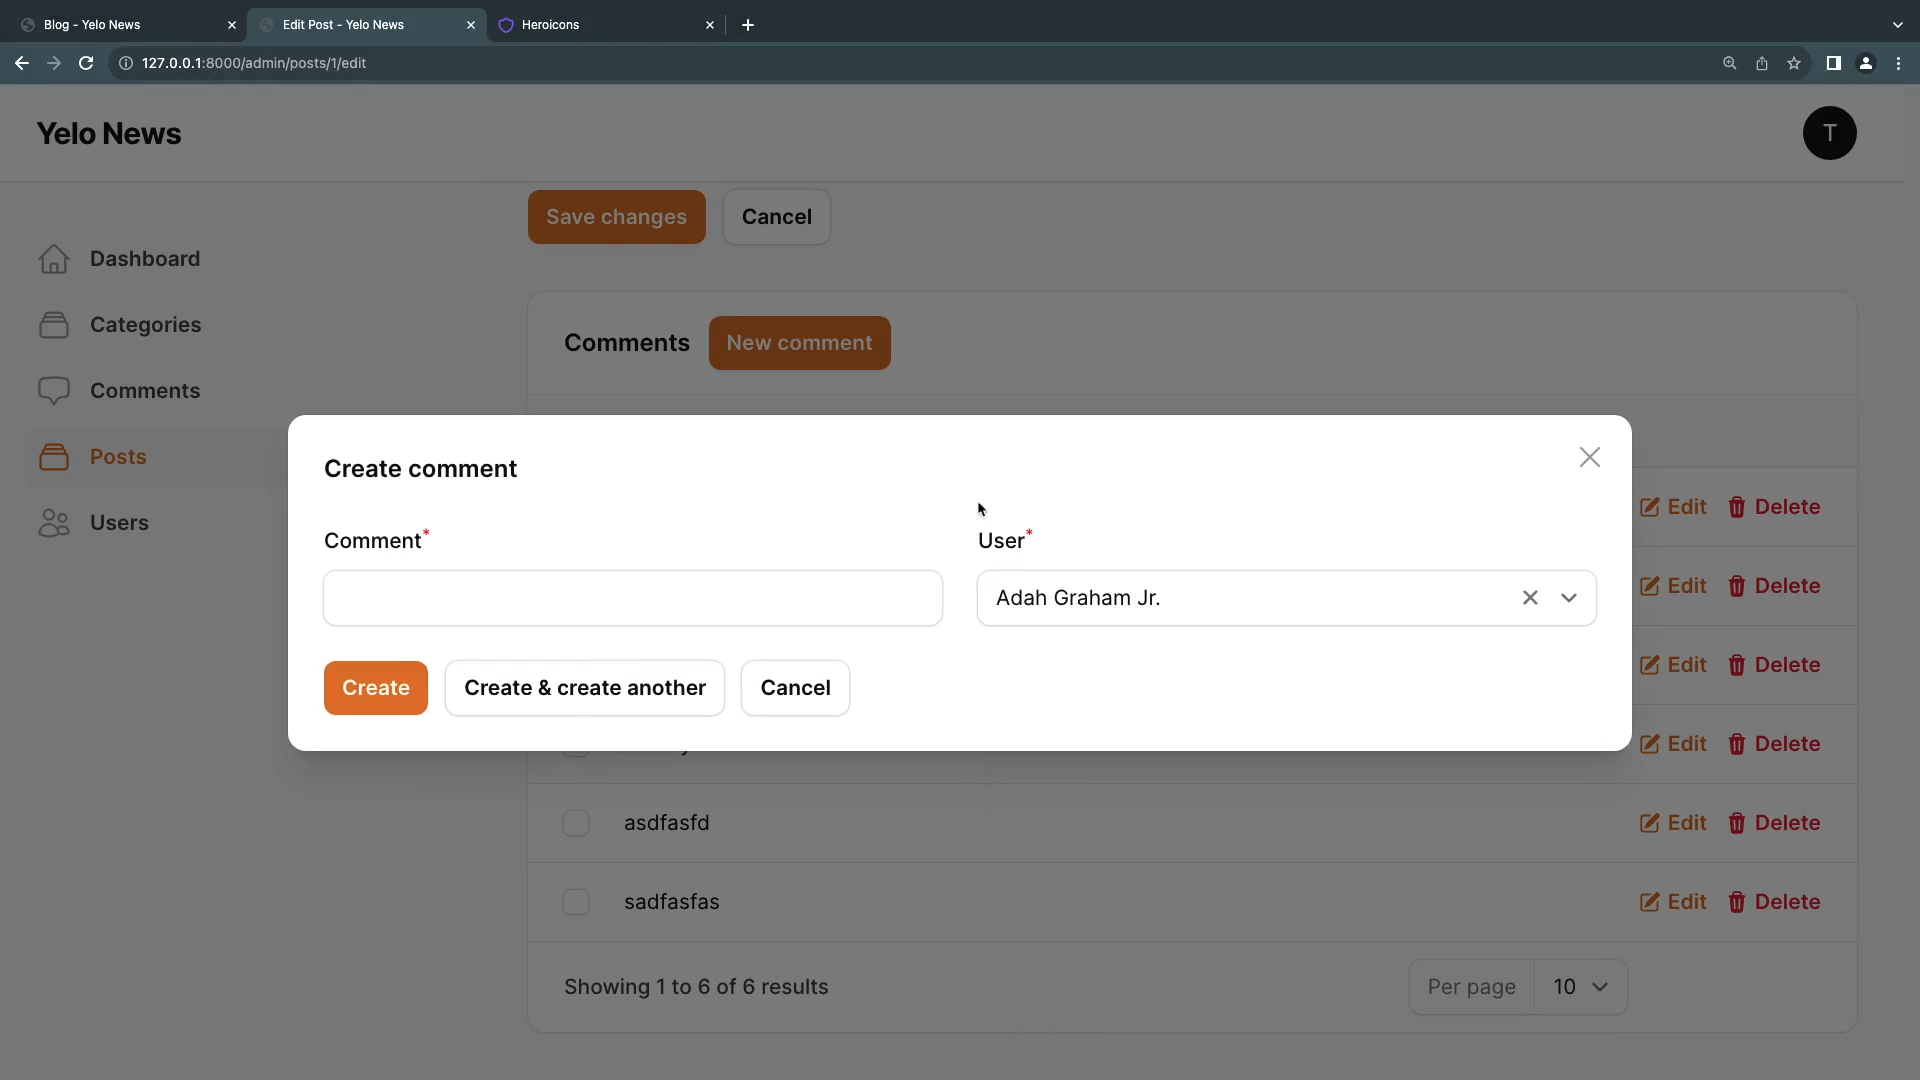 Blog - Yelo News
Edit Post - Yelo News
Heroicons
127.0.0.1:8000/admin/posts/1/edit
Yelo News
T
Save changes
Cancel
Dashboard
Categories
Comments
Posts
Users
Comments
New comment
Create comment
Comment*
User*
Adah Graham Jr.
Create
Create & create another
Cancel
Edit Delete
Edit Delete
Edit Delete
Edit Delete
asdfasfd
Edit Delete
sadfasfas
Edit Delete
Showing 1 to 6 of 6 results
Per page 10